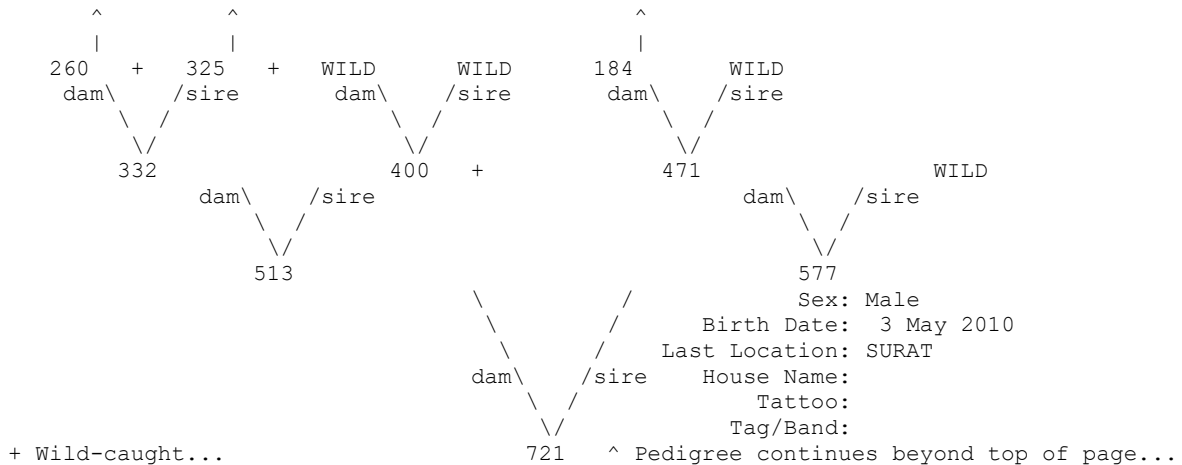 ^ ^ ^
| | |
260 + 325 + WILD WILD 184 WILD
dam\ /sire dam\ /sire dam\ /sire
\ / \ / \ /
\/ \/ \/
332 400 + 471 WILD
dam\ /sire dam\ /sire
\ / \ /
\/ \/
513 577
\ / Sex: Male
\ / Birth Date: 3 May 2010
\ / Last Location: SURAT
dam\ /sire House Name:
\ / Tattoo:
\/ Tag/Band:
+ Wild-caught... 721 ^ Pedigree continues beyond top of page...